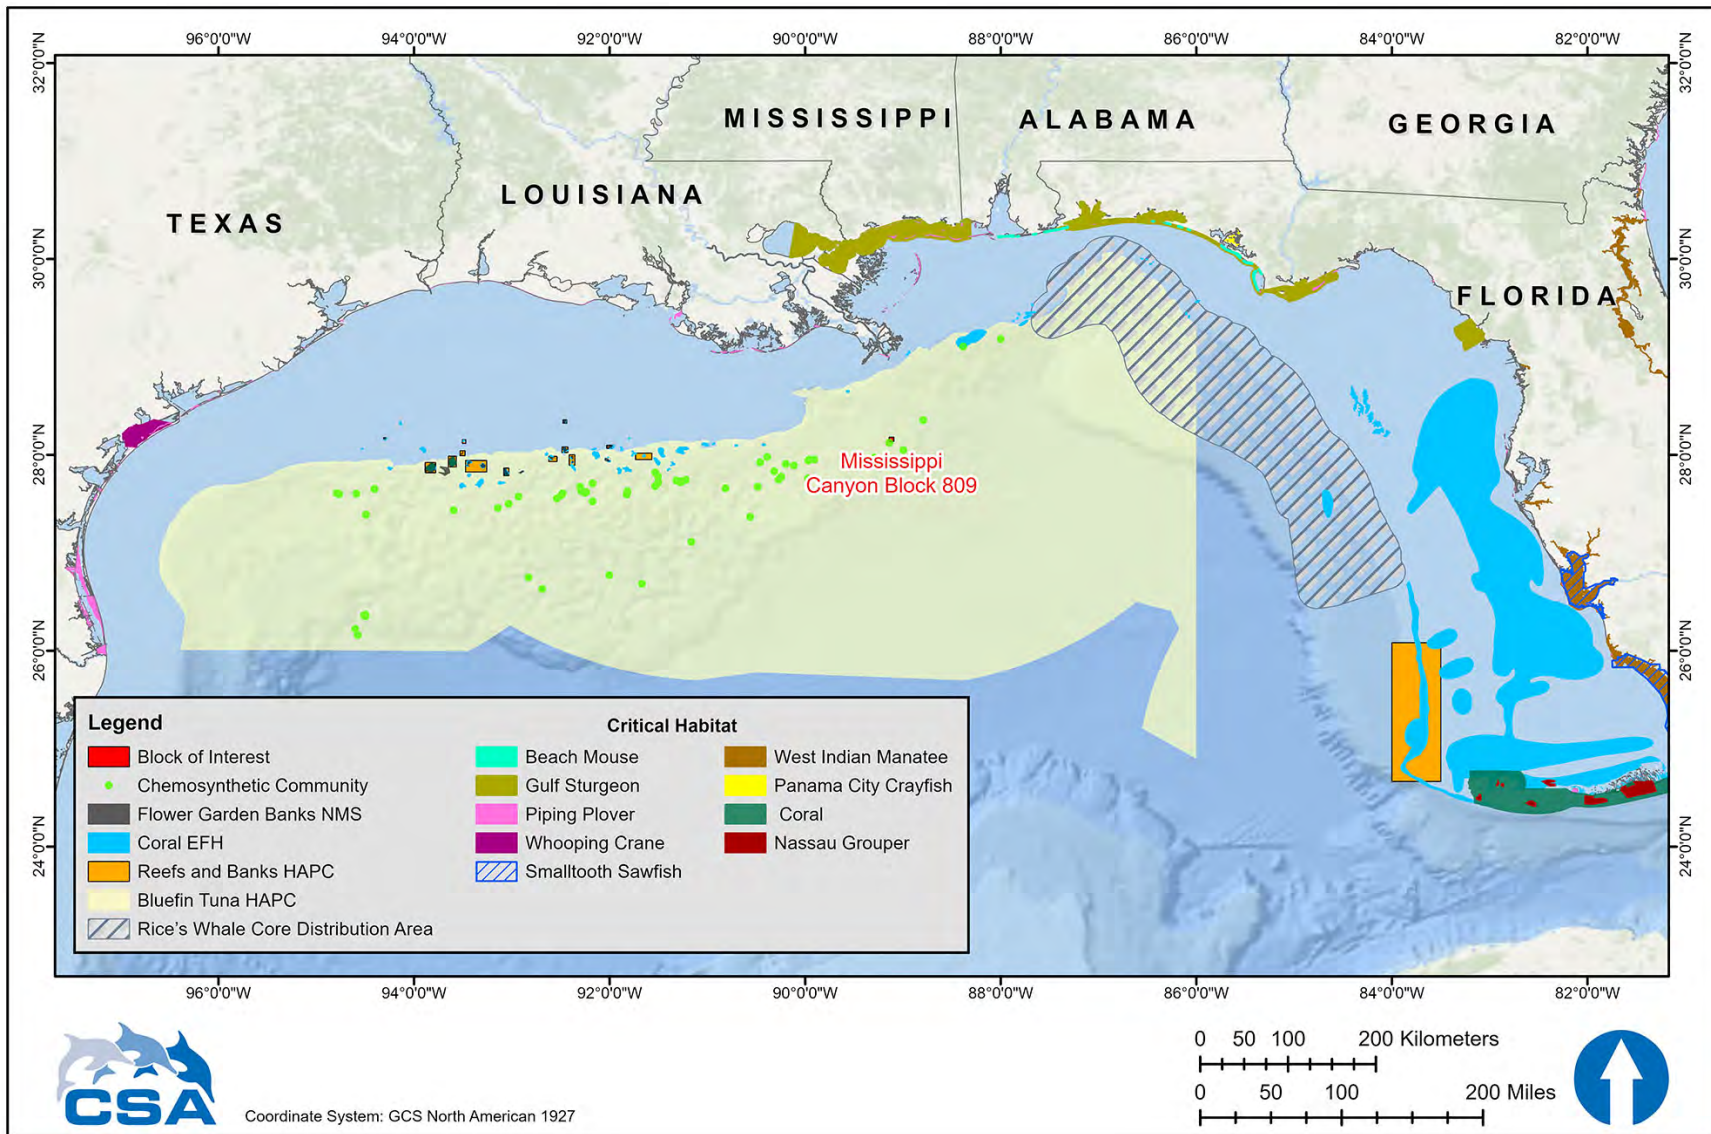 96°0'0"W 94°0'0"W 92°0'0"W 90°0'0"W 88°0'0"W 86°0'0"W 84°0'0"W 82°0'0"W
32°0'0"N
32°0'0"N
MISSISSIPPI
ALABAMA
GEORGIA
LOUISIANA
TEXAS
30°0'0"N
30°0'0"N
FLORIDA
28°0'0"N
28°0'0"N
Mississippi
Canyon Block 809
26°0'0"N
26°0'0"N
24°0'0"N
24°0'0"N
Legend
Block of Interest
Chemosynthetic Community
Flower Garden Banks NMS
Coral EFH
Reefs and Banks HAPC
Bluefin Tuna HAPC
Rice's Whale Core Distribution Area
Critical Habitat
Beach Mouse
Gulf Sturgeon
Piping Plover
Whooping Crane
Smalltooth Sawfish
West Indian Manatee
Panama City Crayfish
Coral
Nassau Grouper
96°0'0"W 94°0'0"W 92°0'0"W 90°0'0"W 88°0'0"W 86°0'0"W 84°0'0"W 82°0'0"W
CSA
Coordinate System: GCS North American 1927
0 50 100 200 Kilometers
0 50 100 200 Miles